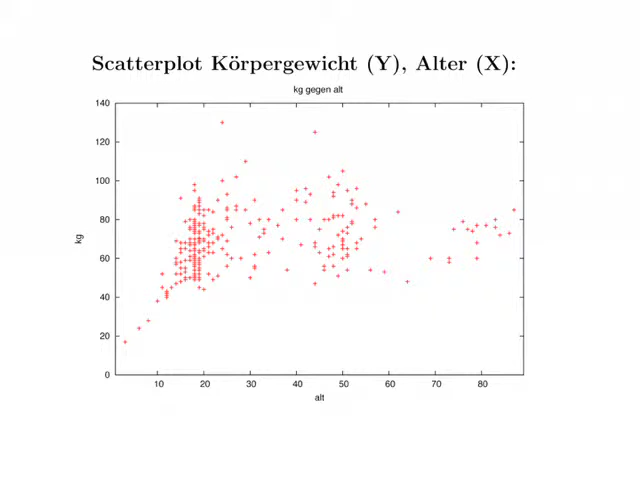 Scatterplot Körpergewicht (Y), Alter (X):
kg gegen alt
140
120
100
80
60
40
20
0
kg
10 20 30 40 50 60 70 80
alt